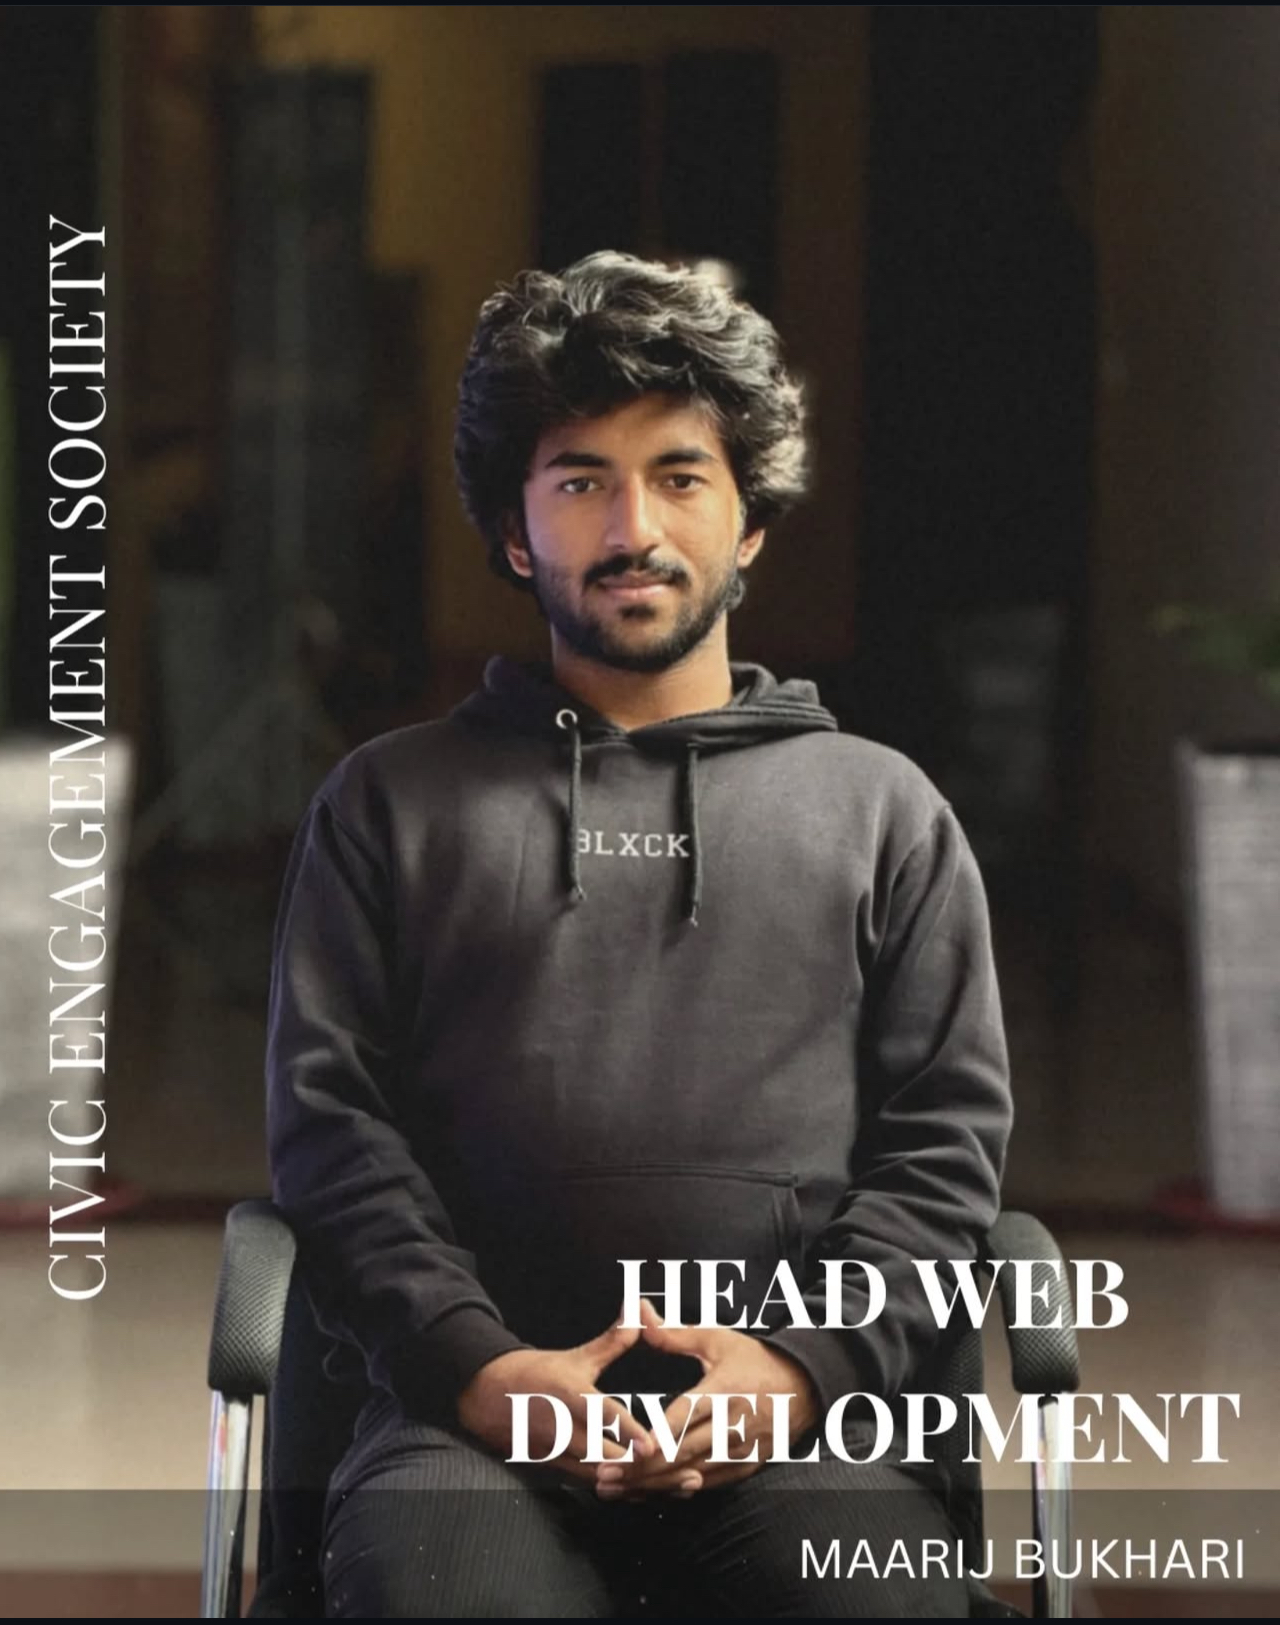 CIVIC ENGAGEMENT SOCIETY
BLXCK
HEAD WEB
DEVELOPMENT
MAARIJ BUKHARI